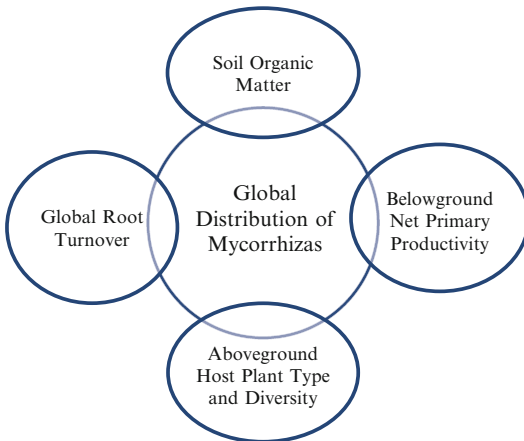 Soil Organic
Matter
Global Root
Turnover
Global
Distribution of
Mycorrhizas
Belowground
Net Primary
Productivity
Aboveground
Host Plant Type
and Diversity